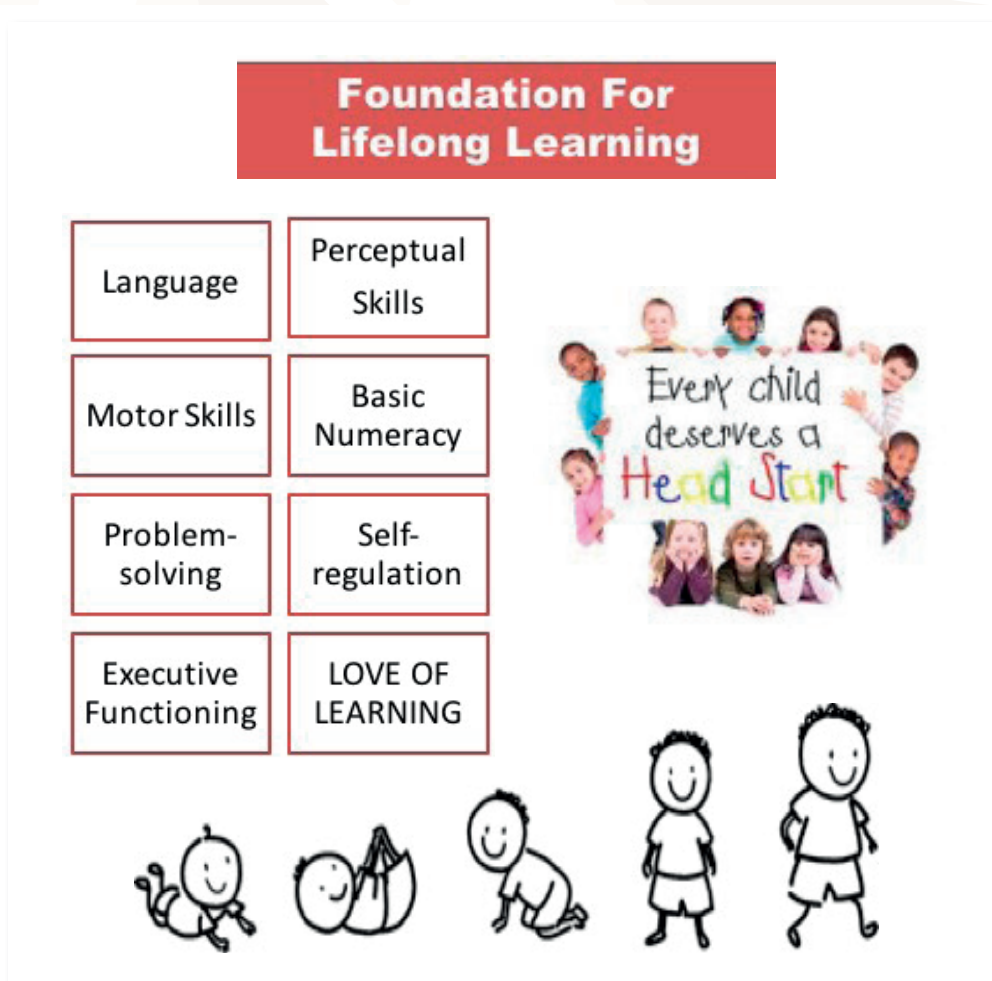 Foundation For
Lifelong Learning
Language
Perceptual
Skills
Motor Skills
Basic
Numeracy
Problem-
solving
Self-
regulation
Executive
Functioning
LOVE OF
LEARNING
Every child
deserves a
Head Start